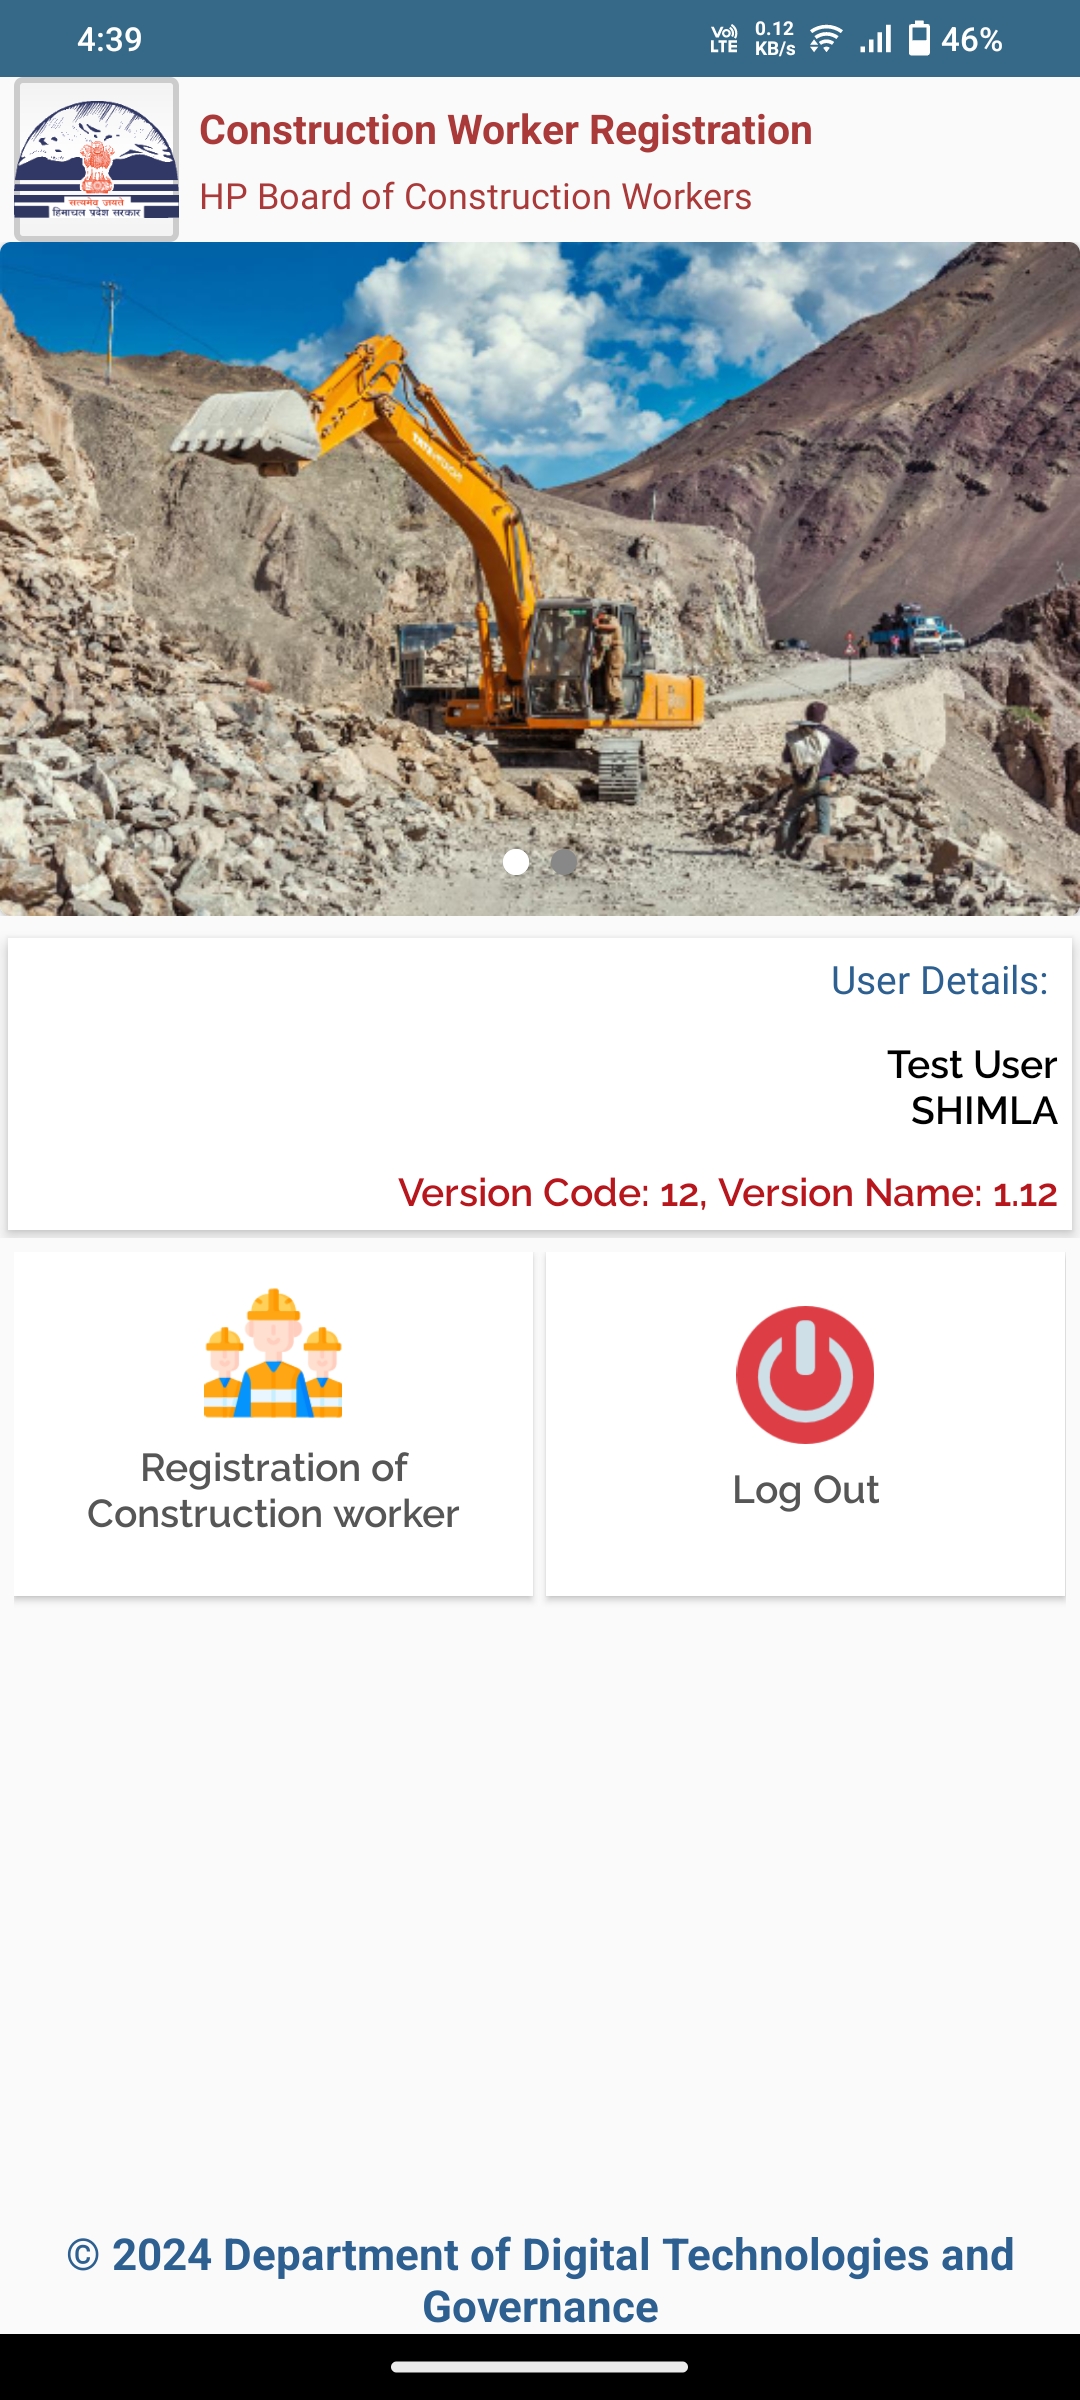 4:39
Vo)) LTE 0.12 KB/s 46%
Construction Worker Registration
HP Board of Construction Workers
सत्यमेव जयते
हिमाचल प्रदेश सरकार
User Details:
Test User
SHIMLA
Version Code: 12, Version Name: 1.12
Registration of
Construction worker
Log Out
© 2024 Department of Digital Technologies and
Governance